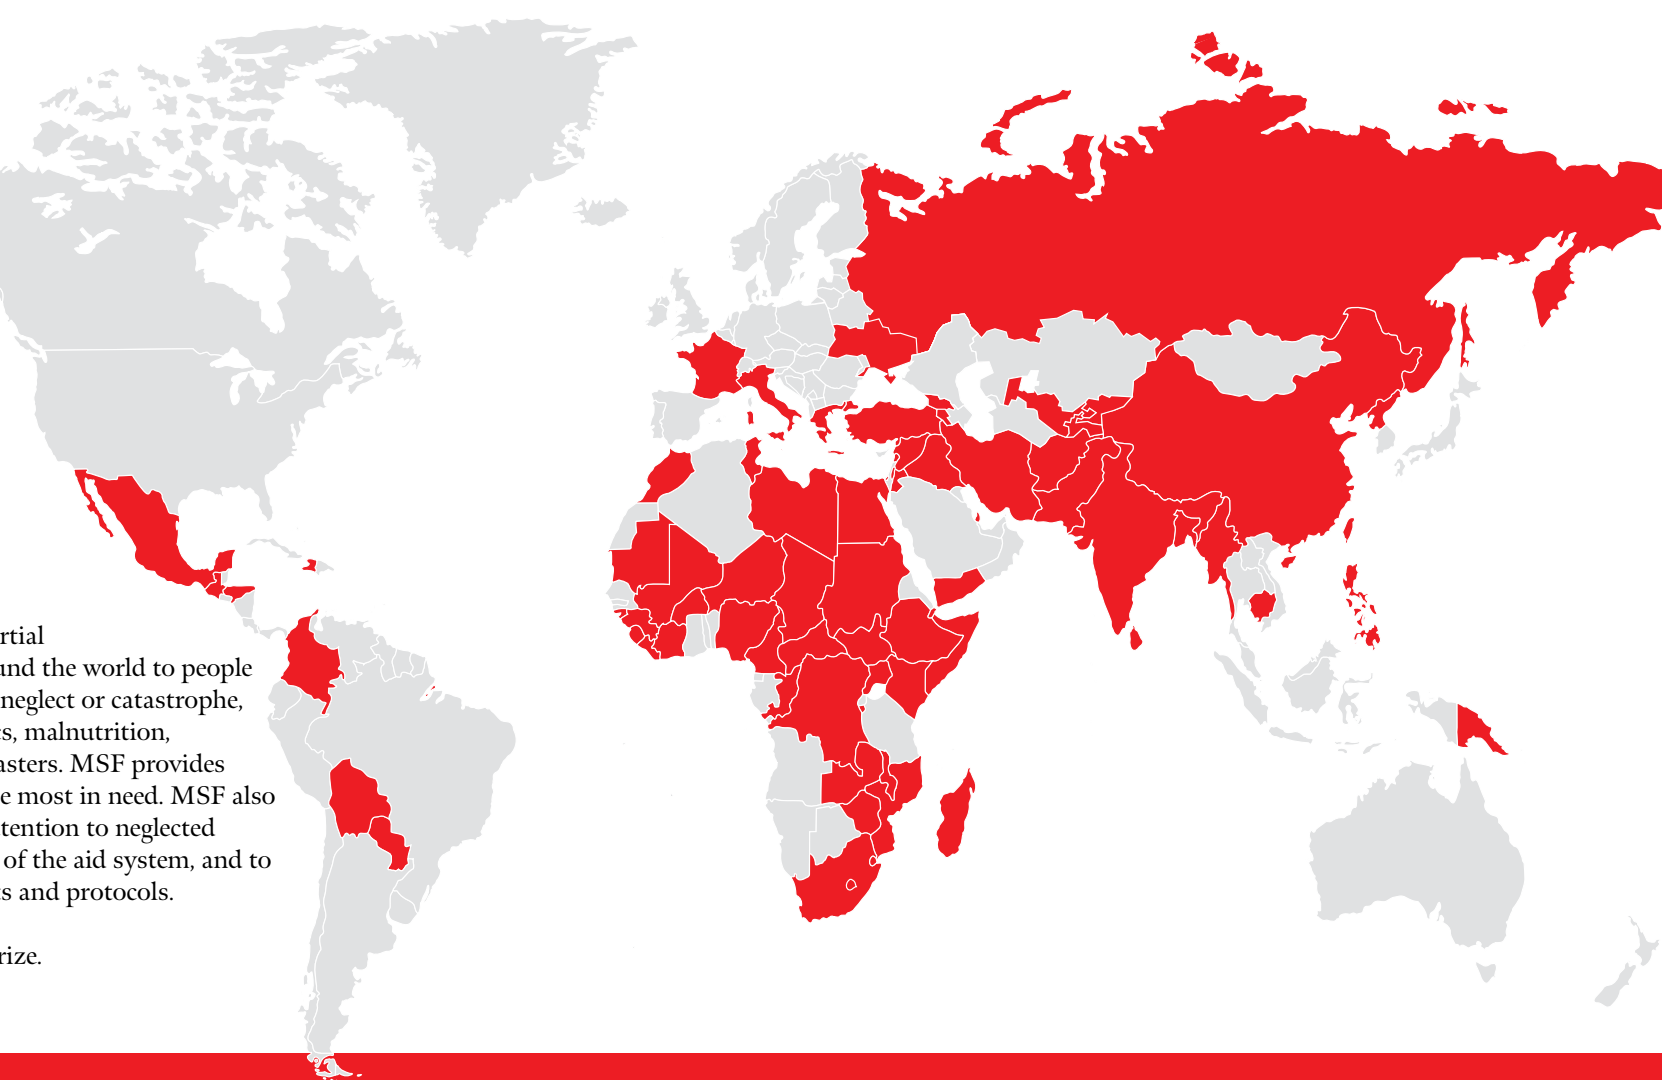 rtial
und the world to people
neglect or catastrophe,
s, malnutrition,
asters. MSF provides
e most in need. MSF also
ttention to neglected
of the aid system, and to
s and protocols.
rize.